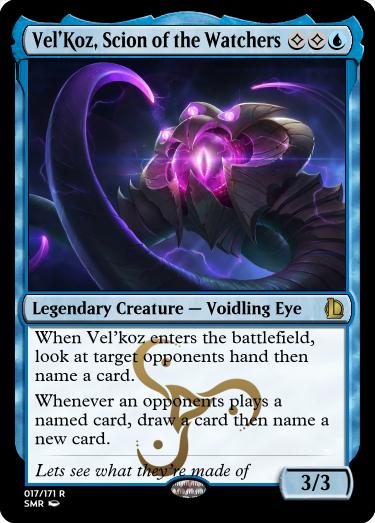 Vel'Koz, Scion of the Watchers
Legendary Creature — Voidling Eye
When Vel'koz enters the battlefield,
look at target opponents hand then
name a card.
Whenever an opponents plays a
named card, draw a card then name a
new card.
Lets see what they're made of
3/3
017/171 R
SMR